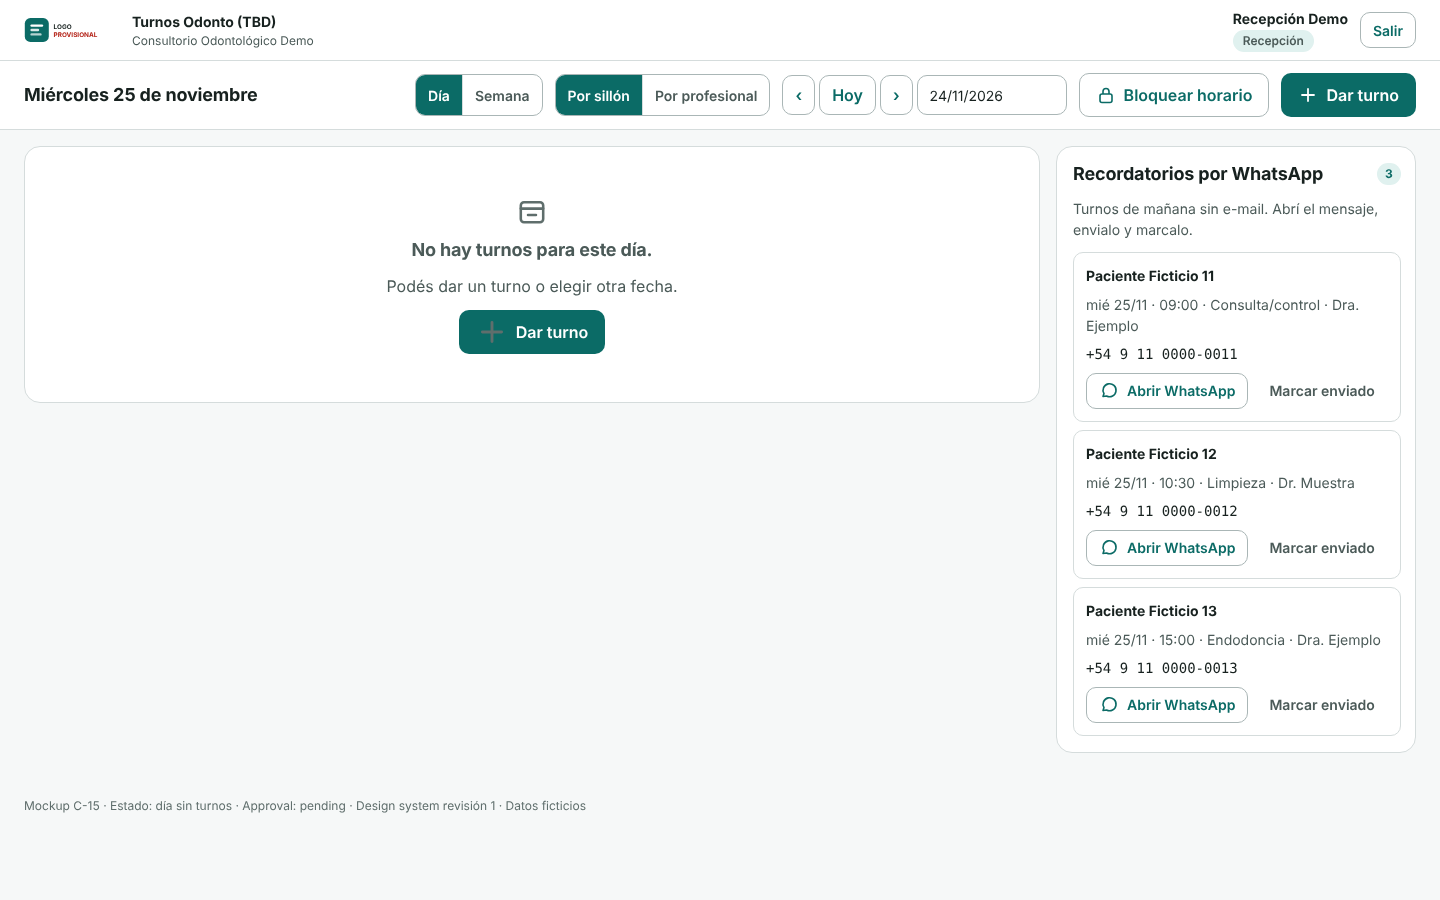 LOGO
PROVISIONAL
Turnos Odonto (TBD)
Consultorio Odontológico Demo
Recepción Demo
Recepción
Salir
Miércoles 25 de noviembre
Día
Semana
Por sillón
Por profesional
‹
Hoy
›
24/11/2026
Bloquear horario
Dar turno
No hay turnos para este día.
Podés dar un turno o elegir otra fecha.
Dar turno
Recordatorios por WhatsApp
3
Turnos de mañana sin e-mail. Abrí el mensaje,
envialo y marcalo.
Paciente Ficticio 11
mié 25/11 · 09:00 · Consulta/control · Dra.
Ejemplo
+54 9 11 0000-0011
Abrir WhatsApp
Marcar enviado
Paciente Ficticio 12
mié 25/11 · 10:30 · Limpieza · Dr. Muestra
+54 9 11 0000-0012
Abrir WhatsApp
Marcar enviado
Paciente Ficticio 13
mié 25/11 · 15:00 · Endodoncia · Dra. Ejemplo
+54 9 11 0000-0013
Abrir WhatsApp
Marcar enviado
Mockup C-15 · Estado: día sin turnos · Approval: pending · Design system revisión 1 · Datos ficticios